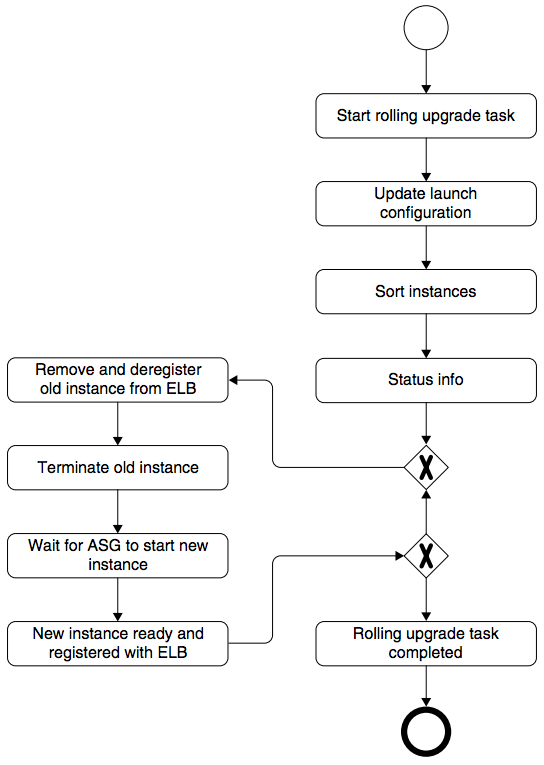 Start rolling upgrade task
Update launch
configuration
Sort instances
Status info
Remove and deregister
old instance from ELB
Terminate old instance
Wait for ASG to start new
instance
New instance ready and
registered with ELB
Rolling upgrade task
completed